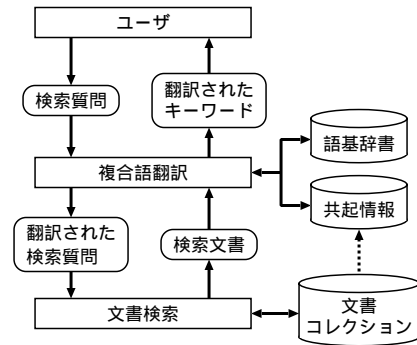 ユーザ
検索質問
翻訳された
キーワード
語基辞書
複合語翻訳
共起情報
翻訳された
検索質問
検索文書
文書検索
文書
コレクション